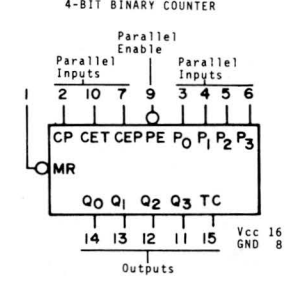 4-BIT BINARY COUNTER
Parallel
Enable
Parallel
Inputs
Parallel
Inputs
1 2 10 7 9 3 4 5 6
CP CET CEP PE P0 P1 P2 P3
MR
Q0 Q1 Q2 Q3 TC
14 13 12 11 15
Vcc 16
GND 8
Outputs